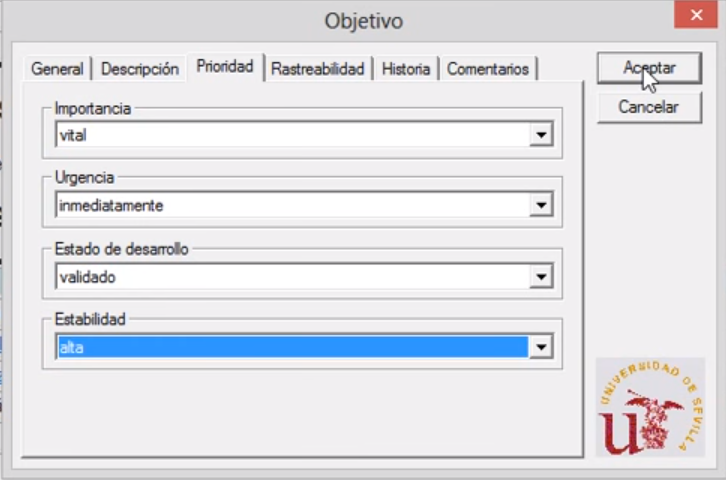 Objetivo
General
Descripción
Prioridad
Rastreabilidad
Historia
Comentarios
Aceptar
Cancelar
Importancia
vital
Urgencia
inmediatamente
Estado de desarrollo
validado
Estabilidad
alta
UNIVERSIDAD DE SEVILLA